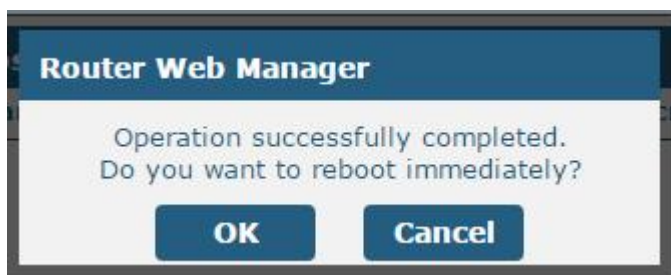 Router Web Manager
Operation successfully completed.
Do you want to reboot immediately?
OK
Cancel